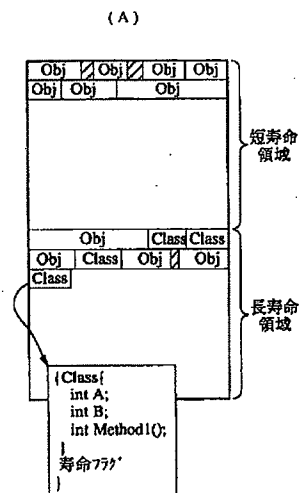 (A)
Obj Obj Obj Obj
Obj Obj Obj
短寿命
領域
Obj Class Class
Obj Class Obj Obj
Class
長寿命
領域
{Class{
int A;
int B;
int Method1();
}
寿命フラグ
}